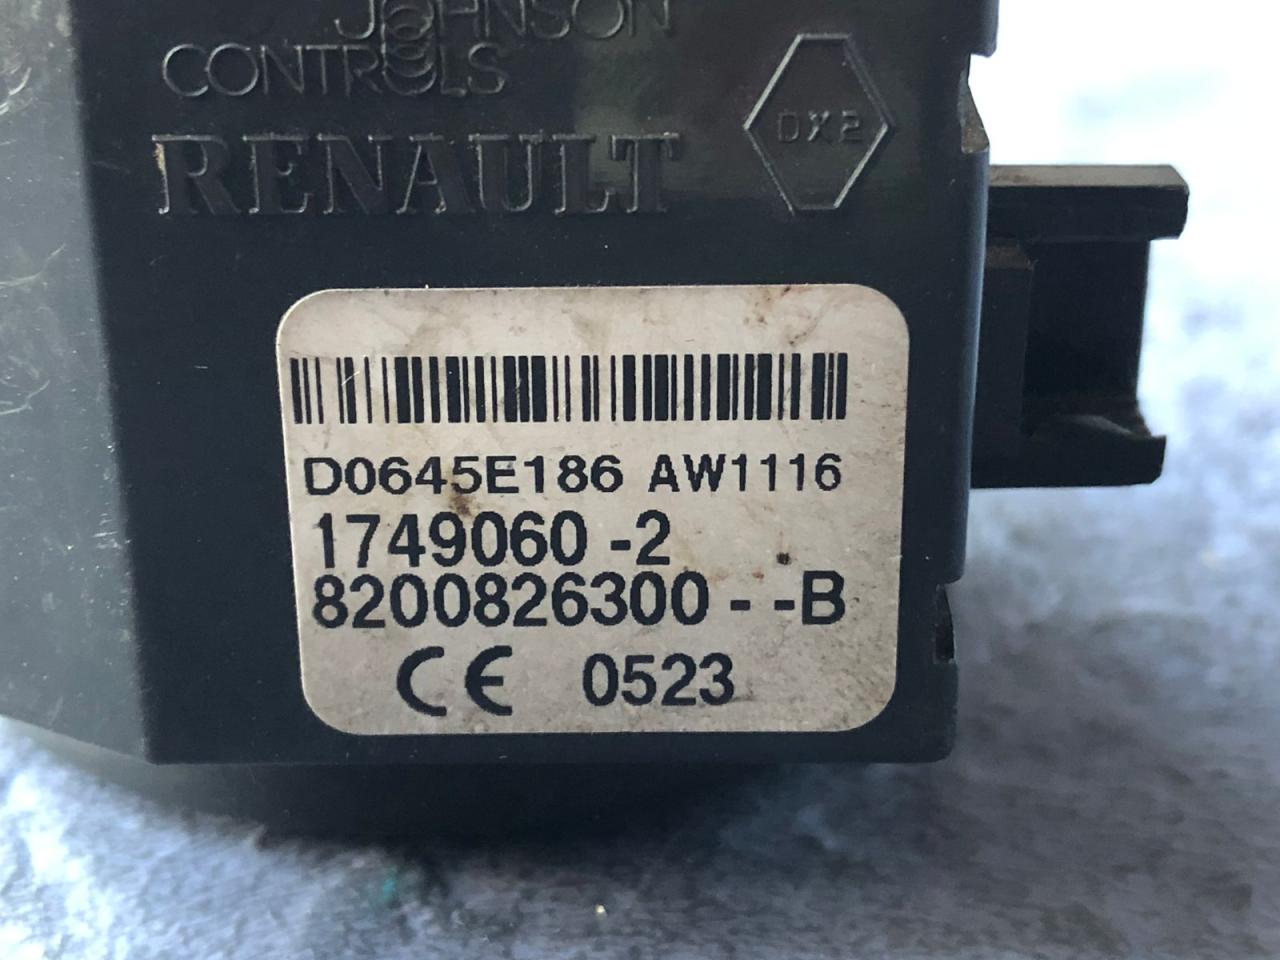 JOHNSON
CONTROLS
RENAULT
DX2
D0645E186 AW1116
1749060 -2
8200826300 - -B
CE 0523